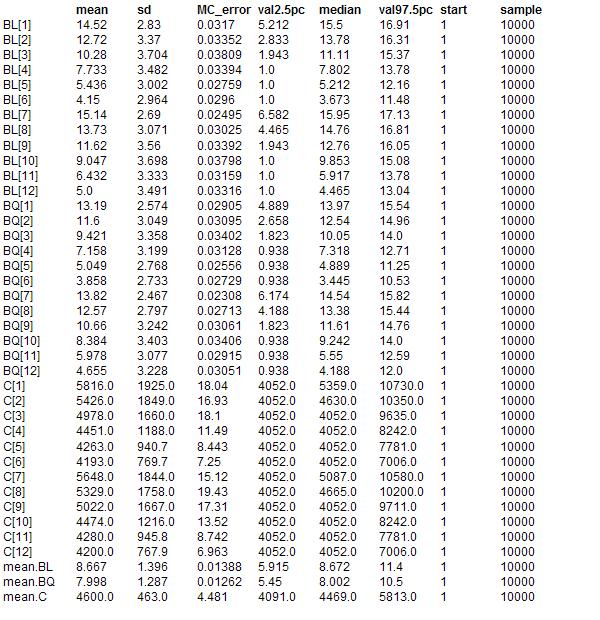 mean sd MC_error val2.5pc median val97.5pc start sample
BL[1] 14.52 2.83 0.0317 5.212 15.5 16.91 1 10000
BL[2] 12.72 3.37 0.03352 2.833 13.78 16.31 1 10000
BL[3] 10.28 3.704 0.03809 1.943 11.11 15.37 1 10000
BL[4] 7.733 3.482 0.03394 1.0 7.802 13.78 1 10000
BL[5] 5.436 3.002 0.02759 1.0 5.212 12.16 1 10000
BL[6] 4.15 2.964 0.0296 1.0 3.673 11.48 1 10000
BL[7] 15.14 2.69 0.02495 6.582 15.95 17.13 1 10000
BL[8] 13.73 3.071 0.03025 4.465 14.76 16.81 1 10000
BL[9] 11.62 3.56 0.03392 1.943 12.76 16.05 1 10000
BL[10] 9.047 3.698 0.03798 1.0 9.853 15.08 1 10000
BL[11] 6.432 3.333 0.03159 1.0 5.917 13.78 1 10000
BL[12] 5.0 3.491 0.03316 1.0 4.465 13.04 1 10000
BQ[1] 13.19 2.574 0.02905 4.889 13.97 15.54 1 10000
BQ[2] 11.6 3.049 0.03095 2.658 12.54 14.96 1 10000
BQ[3] 9.421 3.358 0.03402 1.823 10.05 14.0 1 10000
BQ[4] 7.158 3.199 0.03128 0.938 7.318 12.71 1 10000
BQ[5] 5.049 2.768 0.02556 0.938 4.889 11.25 1 10000
BQ[6] 3.858 2.733 0.02729 0.938 3.445 10.53 1 10000
BQ[7] 13.82 2.467 0.02308 6.174 14.54 15.82 1 10000
BQ[8] 12.57 2.797 0.02713 4.188 13.38 15.44 1 10000
BQ[9] 10.66 3.242 0.03061 1.823 11.61 14.76 1 10000
BQ[10] 8.384 3.403 0.03406 0.938 9.242 14.0 1 10000
BQ[11] 5.978 3.077 0.02915 0.938 5.55 12.59 1 10000
BQ[12] 4.655 3.228 0.03051 0.938 4.188 12.0 1 10000
C[1] 5816.0 1925.0 18.04 4052.0 5359.0 10730.0 1 10000
C[2] 5426.0 1849.0 16.93 4052.0 4630.0 10350.0 1 10000
C[3] 4978.0 1660.0 18.1 4052.0 4052.0 9635.0 1 10000
C[4] 4451.0 1188.0 11.49 4052.0 4052.0 8242.0 1 10000
C[5] 4263.0 940.7 8.443 4052.0 4052.0 7781.0 1 10000
C[6] 4193.0 769.7 7.25 4052.0 4052.0 7006.0 1 10000
C[7] 5648.0 1844.0 15.12 4052.0 5087.0 10580.0 1 10000
C[8] 5329.0 1758.0 19.43 4052.0 4665.0 10200.0 1 10000
C[9] 5022.0 1667.0 17.31 4052.0 4052.0 9711.0 1 10000
C[10] 4474.0 1216.0 13.52 4052.0 4052.0 8242.0 1 10000
C[11] 4280.0 945.8 8.742 4052.0 4052.0 7781.0 1 10000
C[12] 4200.0 767.9 6.963 4052.0 4052.0 7006.0 1 10000
mean.BL 8.667 1.396 0.01388 5.915 8.672 11.4 1 10000
mean.BQ 7.998 1.287 0.01262 5.45 8.002 10.5 1 10000
mean.C 4600.0 463.0 4.481 4091.0 4469.0 5813.0 1 10000